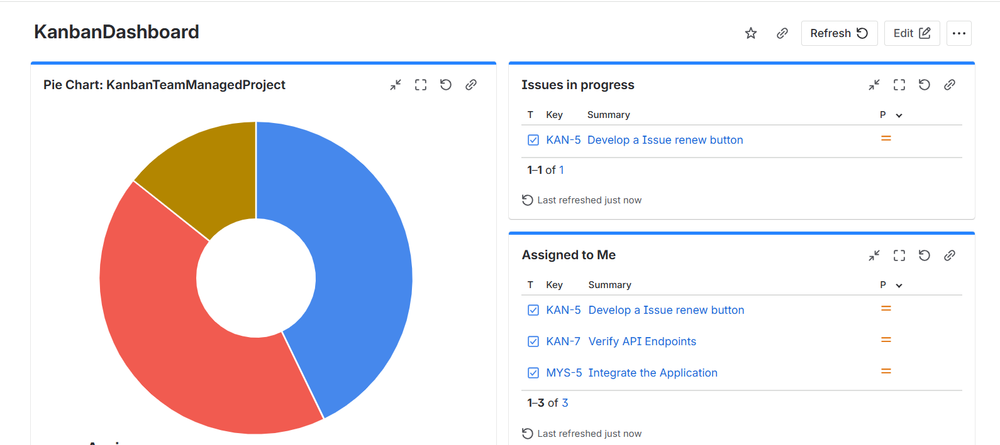 KanbanDashboard
Refresh
Edit
Pie Chart: KanbanTeamManagedProject
Issues in progress
T Key Summary P
KAN-5 Develop a Issue renew button
1–1 of 1
Last refreshed just now
Assigned to Me
T Key Summary P
KAN-5 Develop a Issue renew button
KAN-7 Verify API Endpoints
MYS-5 Integrate the Application
1–3 of 3
Last refreshed just now